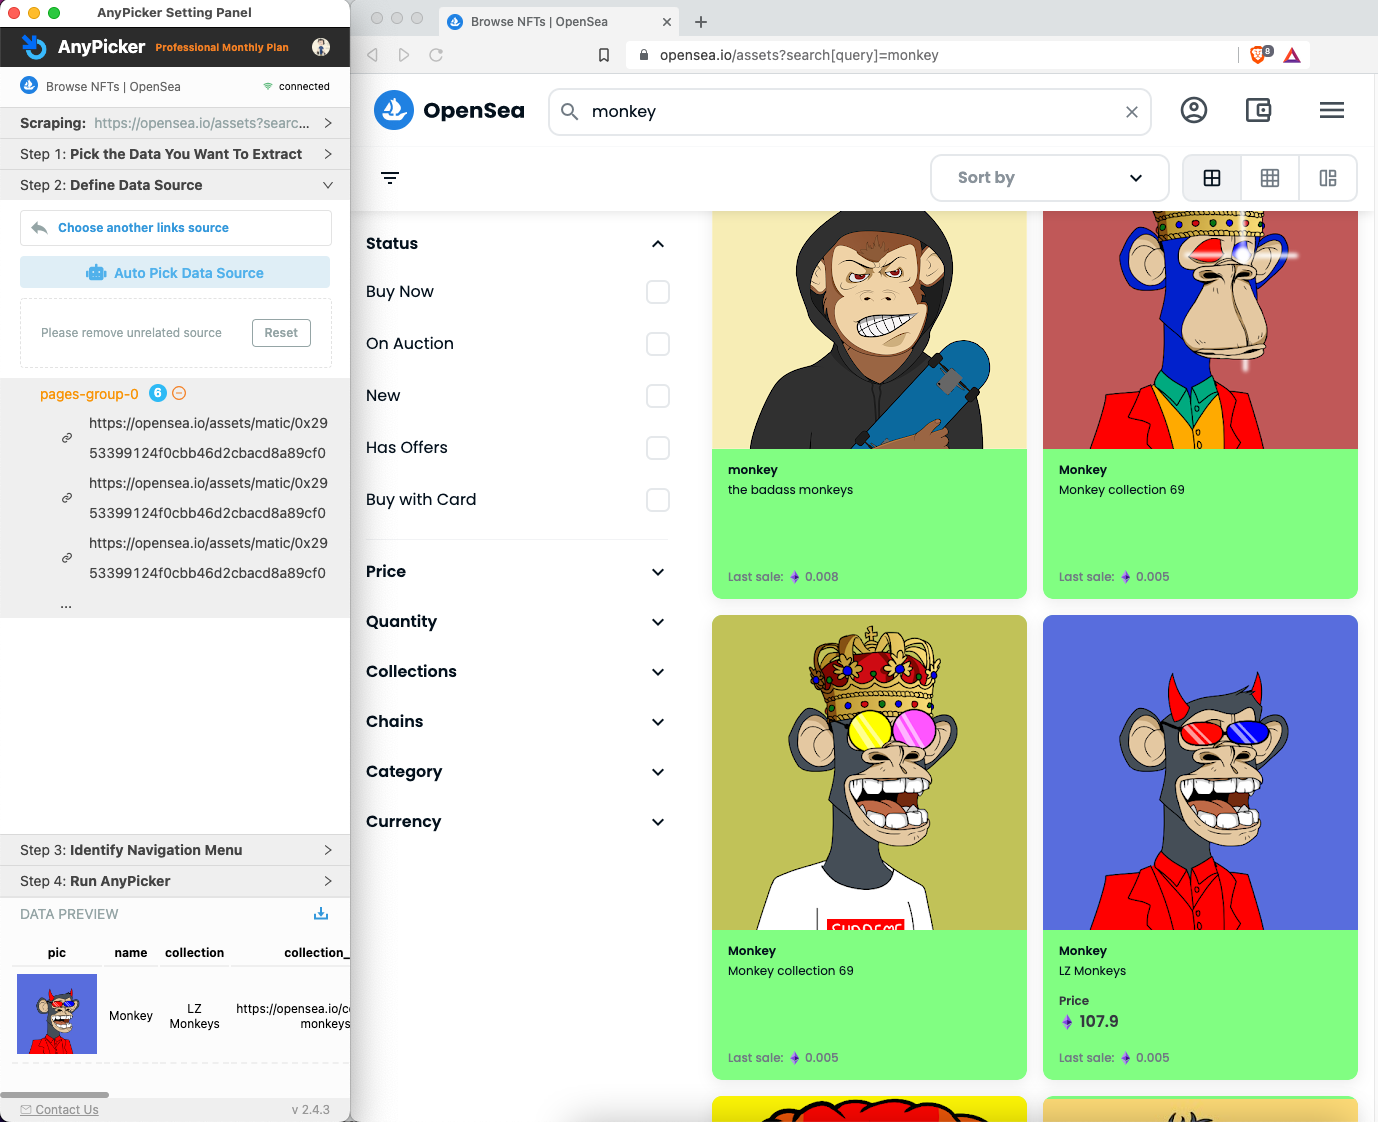 AnyPicker Setting Panel
AnyPicker Professional Monthly Plan
Browse NFTs | OpenSea connected
Scraping: https://opensea.io/assets?searc...
Step 1: Pick the Data You Want To Extract
Step 2: Define Data Source
Choose another links source
Auto Pick Data Source
Please remove unrelated source Reset
pages-group-0 6
https://opensea.io/assets/matic/0x29
53399124f0cbb46d2cbacd8a89cf0
https://opensea.io/assets/matic/0x29
53399124f0cbb46d2cbacd8a89cf0
https://opensea.io/assets/matic/0x29
53399124f0cbb46d2cbacd8a89cf0
...
Step 3: Identify Navigation Menu
Step 4: Run AnyPicker
DATA PREVIEW
pic name collection collection_
Monkey
LZ
Monkeys
https://opensea.io/c
monkeys
Contact Us v 2.4.3
Browse NFTs | OpenSea
opensea.io/assets?search[query]=monkey
8
OpenSea monkey
Sort by
Status
Buy Now
On Auction
New
Has Offers
Buy with Card
Price
Quantity
Collections
Chains
Category
Currency
monkey
the badass monkeys
Last sale: 0.008
Monkey
Monkey collection 69
Last sale: 0.005
SUPREME
Monkey
Monkey collection 69
Last sale: 0.005
Monkey
LZ Monkeys
Price
107.9
Last sale: 0.005